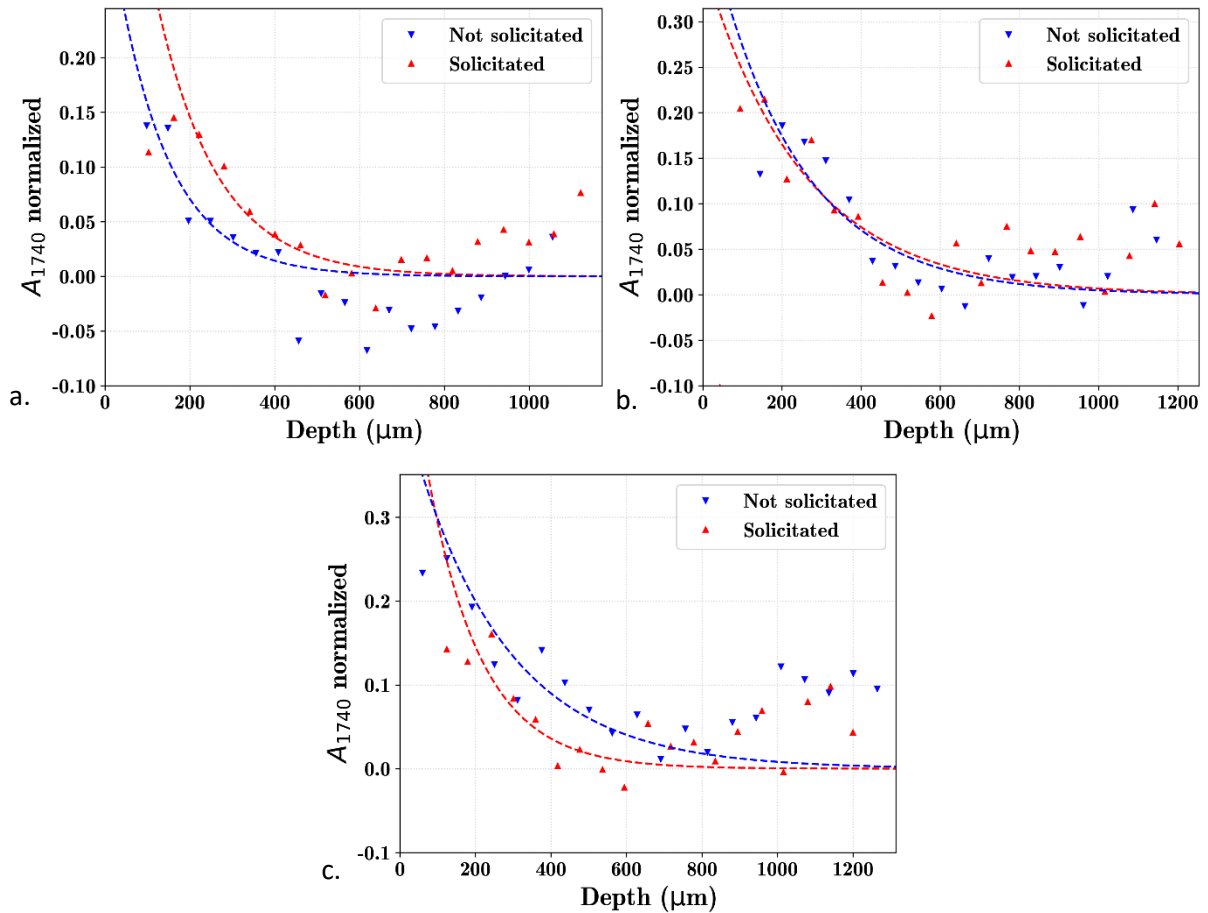 0.20
0.15
0.10
0.05
0.00
-0.05
-0.10
A1740 normalized
Not solicitated
Solicitated
0 200 400 600 800 1000
Depth (μm)
a.
0.30
0.25
0.20
0.15
0.10
0.05
0.00
-0.05
-0.10
Not solicitated
Solicitated
0 200 400 600 800 1000 1200
Depth (μm)
b.
0.3
0.2
0.1
0.0
-0.1
A1740 normalized
Not solicitated
Solicitated
0 200 400 600 800 1000 1200
Depth (μm)
c.